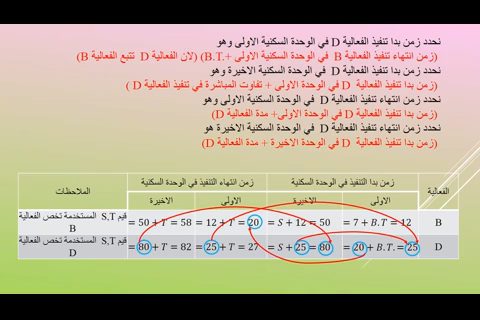 نحدد زمن بدا تنفيذ الفعالية D في الوحدة السكنية الاولى وهو
(زمن انتهاء تنفيذ الفعالية B في الوحدة السكنية الاولى +.B.T) (لان الفعالية D تتبع الفعالية B)
نحدد زمن بدا تنفيذ الفعالية D في الوحدة السكنية الاخيرة وهو
(زمن بدا تنفيذ الفعالية D في الوحدة الاولى + تفاوت المباشرة في تنفيذ الفعالية D )
نحدد زمن انتهاء تنفيذ الفعالية D في الوحدة السكنية الاولى وهو
(زمن بدا تنفيذ الفعالية D في الوحدة الاولى+ مدة الفعالية D)
نحدد زمن انتهاء تنفيذ الفعالية D في الوحدة السكنية الاخيرة هو
(زمن بدا تنفيذ الفعالية D في الوحدة الاخيرة + مدة الفعالية D)
الفعالية زمن بدا التنفيذ في الوحدة السكنية زمن انتهاء التنفيذ في الوحدة السكنية الملاحظات
الاولى الاخيرة الاولى الاخيرة
B = 7 + B.T = 12 = S + 12 = 50 = 12 + T = 20 = 50 + T = 58 قيم S,T المستخدمة تخص الفعالية B
D = 20 + B.T. = 25 = S + 25 = 80 = 25 + T = 27 = 80 + T = 82 قيم S,T المستخدمة تخص الفعالية D